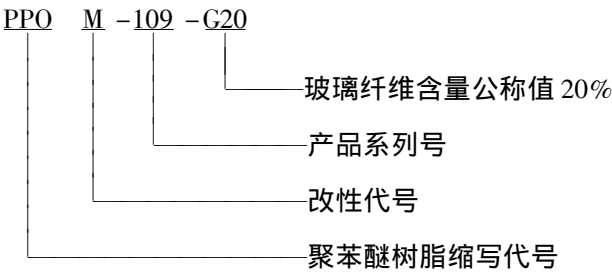 PPO M-109-G20
玻璃纤维含量公称值20%
产品系列号
改性代号
聚苯醚树脂缩写代号